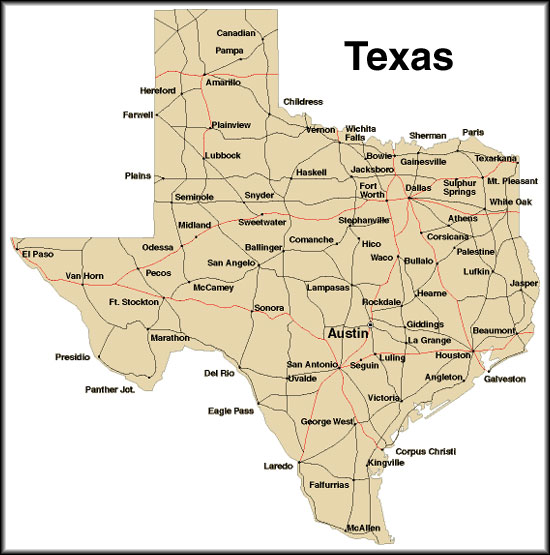 Texas
Canadian
Pampa
Amarillo
Hereford
Childress
Farwell
Plainview
Vernon
Wichita
Falls
Sherman
Paris
Lubbock
Bowie
Gainesville
Texarkana
Plains
Haskell
Jacksboro
Mt. Pleasant
Seminole
Snyder
Fort
Worth
Dallas
Sulphur
Springs
White Oak
Midland
Sweetwater
Stephanville
Athens
El Paso
Odessa
Ballinger
Comanche
Hico
Corsicana
Palestine
Van Horn
Pecos
San Angelo
Waco
Bullalo
Lufkin
Ft. Stockton
McCamey
Lampasas
Jasper
Sonora
Rockdale
Hearne
Marathon
Austin
Giddings
Beaumont
La Grange
Presidio
Luling
Houston
Panther Jot.
Del Rio
San Antonio
Seguin
Uvalde
Angleton
Galveston
Eagle Pass
Victoria
George West
Corpus Christi
Laredo
Kingville
Falfurrias
McAllen